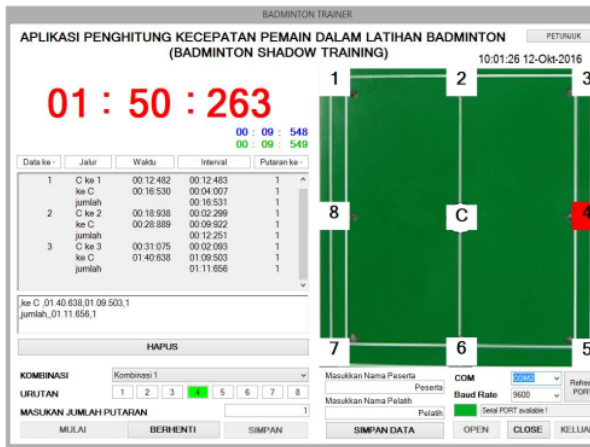 BADMINTON TRAINER
APLIKASI PENGHITUNG KECEPATAN PEMAIN DALAM LATIHAN BADMINTON
(BADMINTON SHADOW TRAINING)
PETUNJUK
10:01:26 12-Okt-2016
01 : 50 : 263
00 : 09 : 548
00 : 09 : 549
Data ke - Jalur Waktu Interval Putaran ke -
1 C ke 1 00:12:482 00:12:483 1
ke C 00:16:530 00:04:007 1
jumlah 00:16:531 1
2 C ke 2 00:18:938 00:02:299 1
ke C 00:28:889 00:09:922 1
jumlah 00:12:251 1
3 C ke 3 00:31:075 00:02:093 1
ke C 01:40:638 01:09:503 1
jumlah 01:11:656 1
,ke C ,01.40.638,01.09.503,1
,jumlah,,01.11.656,1
HAPUS
KOMBINASI Kombinasi 1
URUTAN 1 2 3 4 5 6 7 8
MASUKAN JUMLAH PUTARAN 1
MULAI BERHENTI SIMPAN
1 2 3
8 C 4
7 6 5
Masukkan Nama Peserta
Peserta
Masukkan Nama Pelatih
Pelatih
SIMPAN DATA
COM COM3
Baud Rate 9600
Refres
PORT
Serial PORT available !
OPEN CLOSE KELUAR